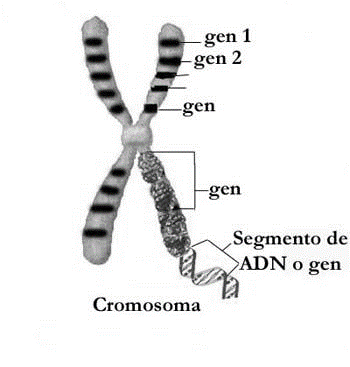 gen 1
gen 2
gen
gen
Segmento de
ADN o gen
Cromosoma